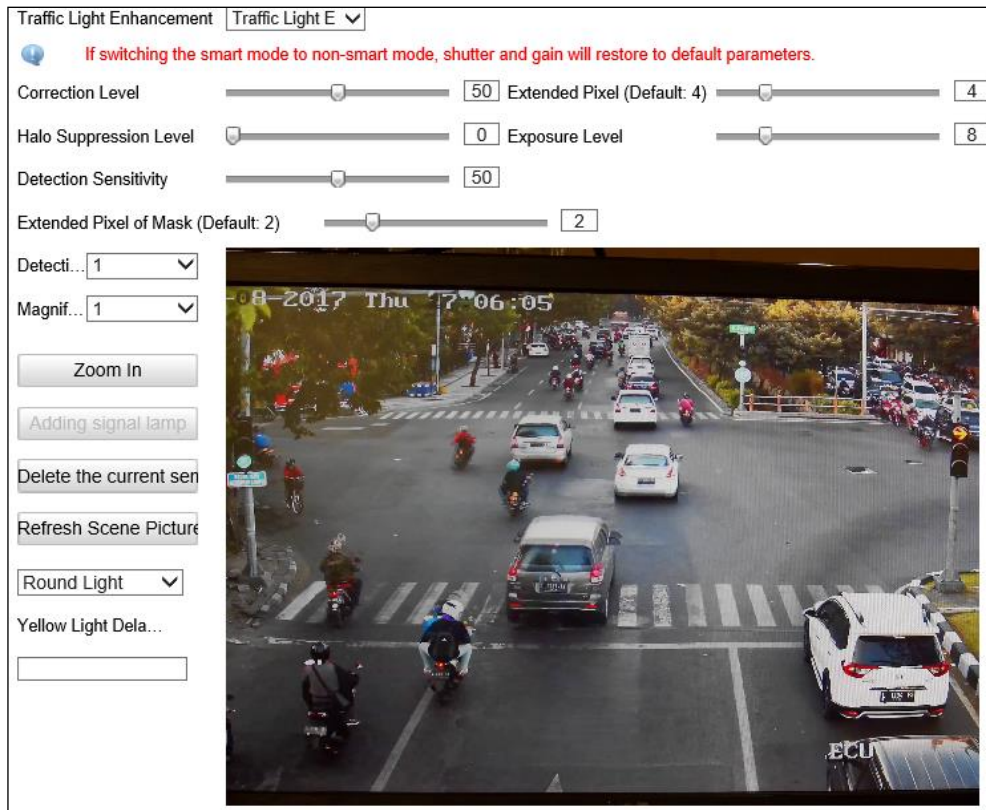 Traffic Light Enhancement Traffic Light E
If switching the smart mode to non-smart mode, shutter and gain will restore to default parameters.
Correction Level 50 Extended Pixel (Default: 4) 4
Halo Suppression Level 0 Exposure Level 8
Detection Sensitivity 50
Extended Pixel of Mask (Default: 2) 2
Detecti... 1
Magnif... 1
Zoom In
Adding signal lamp
Delete the current sen
Refresh Scene Picture
Round Light
Yellow Light Dela...
-08-2017 Thu 7 06:05
ECU